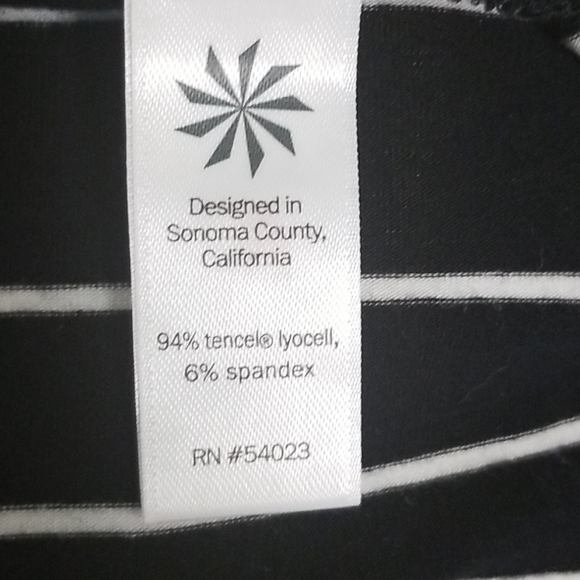 Designed in
Sonoma County,
California
94% tencel® lyocell,
6% spandex
RN #54023